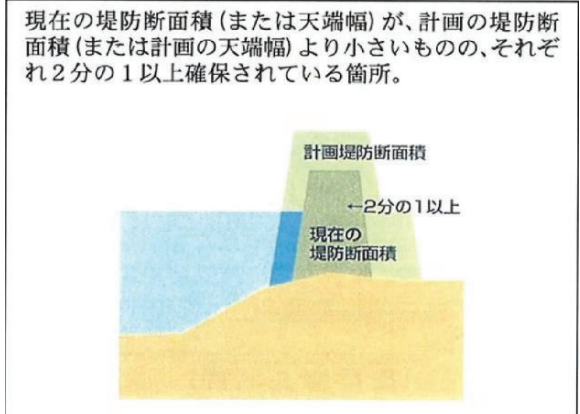 現在の堤防断面積(または天端幅)が、計画の堤防断
面積(または計画の天端幅)より小さいものの、それぞ
れ2分の1以上確保されている箇所。
計画堤防断面積
←2分の1以上
現在の
堤防断面積